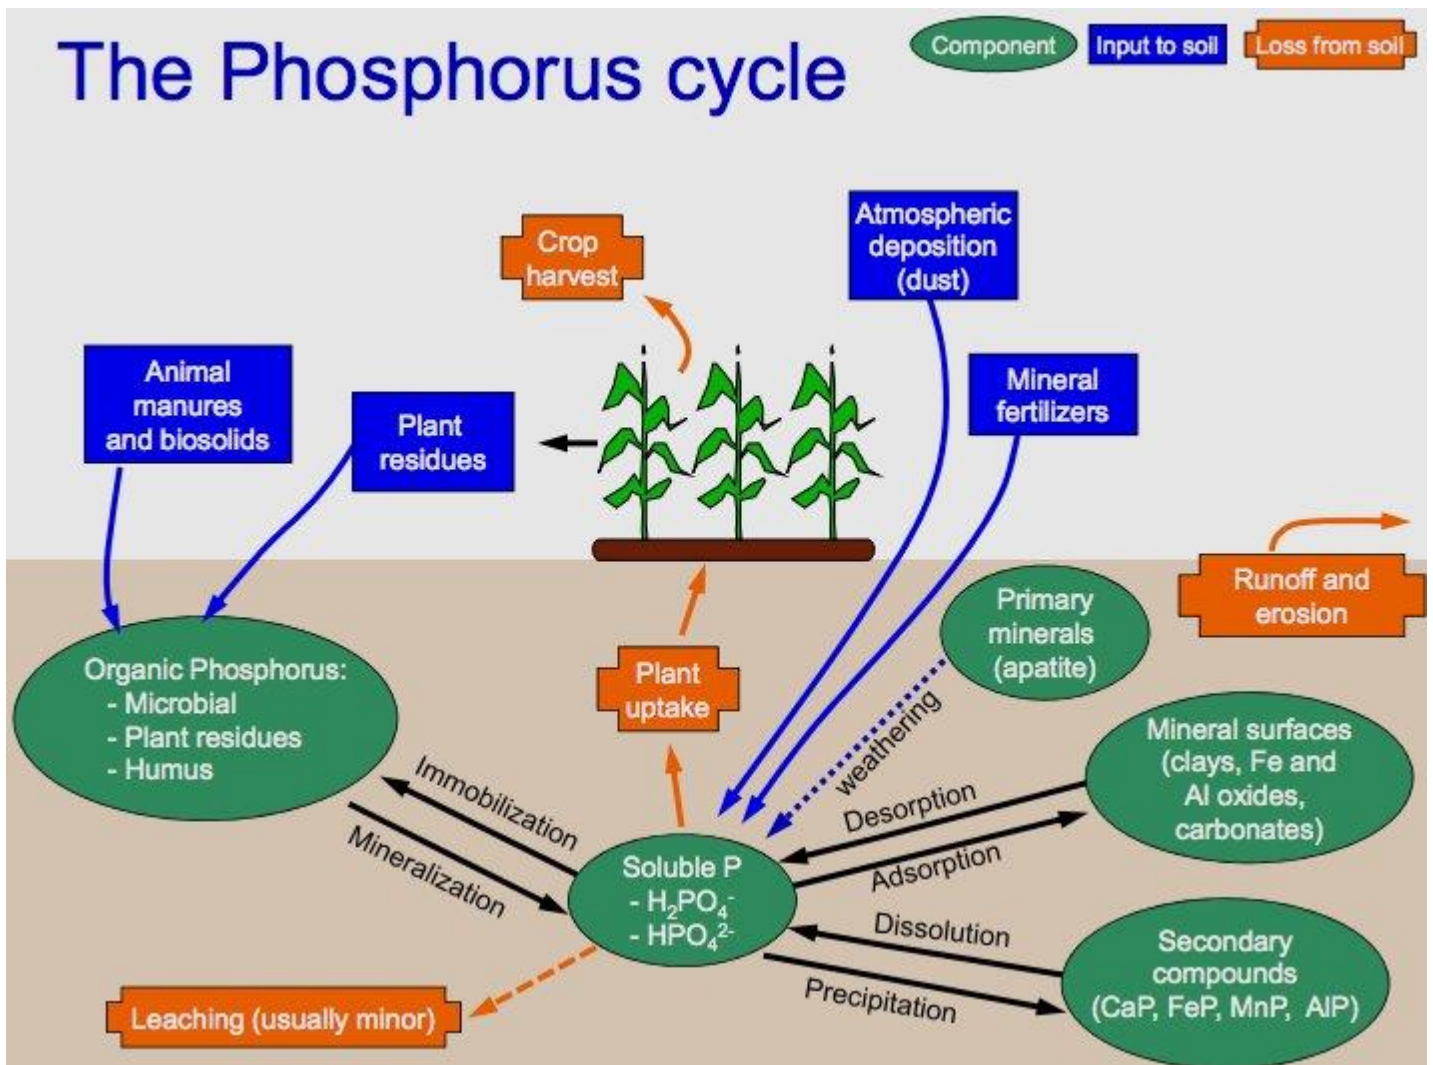 The Phosphorus cycle
Component
Input to soil
Loss from soil
Atmospheric
deposition
(dust)
Crop
harvest
Animal
manures
and biosolids
Plant
residues
Mineral
fertilizers
Runoff and
erosion
Primary
minerals
(apatite)
Organic Phosphorus:
- Microbial
- Plant residues
- Humus
Plant
uptake
weathering
Mineral surfaces
(clays, Fe and
Al oxides,
carbonates)
Immobilization
Mineralization
Desorption
Adsorption
Soluble P
- H₂PO₄⁻
- HPO₄²⁻
Dissolution
Precipitation
Secondary
compounds
(CaP, FeP, MnP, AlP)
Leaching (usually minor)